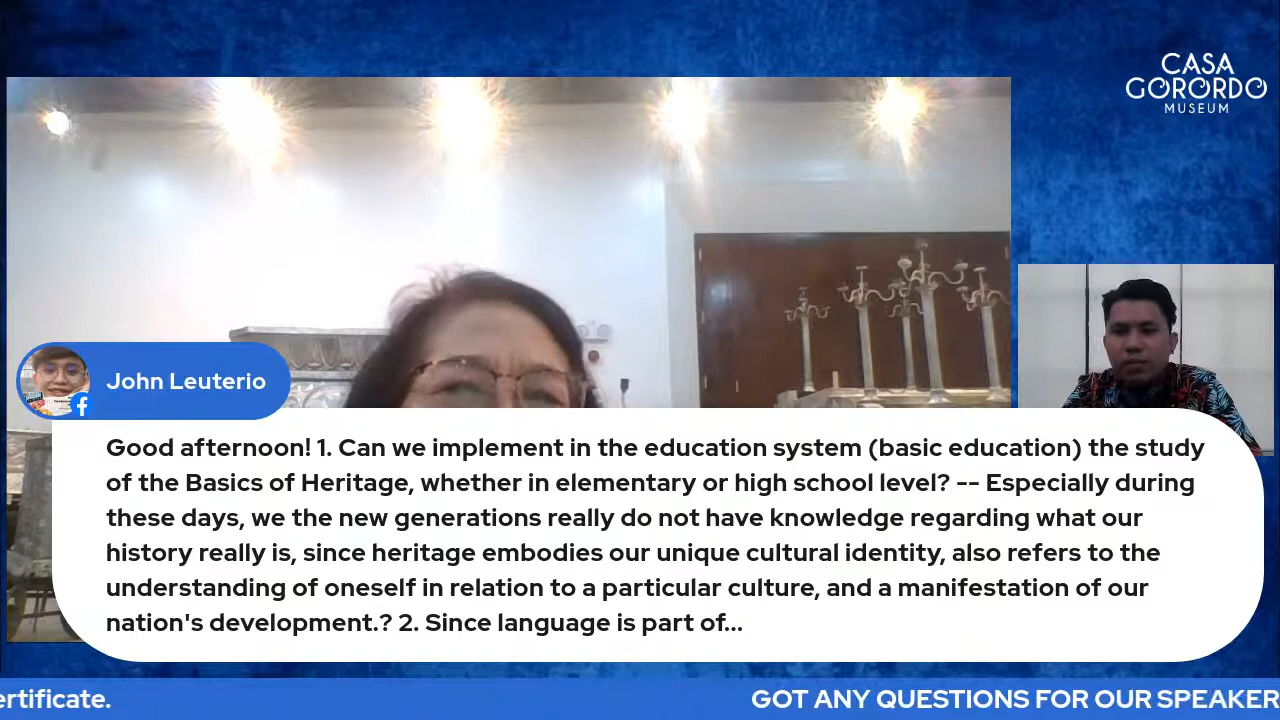 CASA
GORORDO
MUSEUM
John Leuterio
Good afternoon! 1. Can we implement in the education system (basic education) the study
of the Basics of Heritage, whether in elementary or high school level? -- Especially during
these days, we the new generations really do not have knowledge regarding what our
history really is, since heritage embodies our unique cultural identity, also refers to the
understanding of oneself in relation to a particular culture, and a manifestation of our
nation's development.? 2. Since language is part of...
ertificate. GOT ANY QUESTIONS FOR OUR SPEAKER